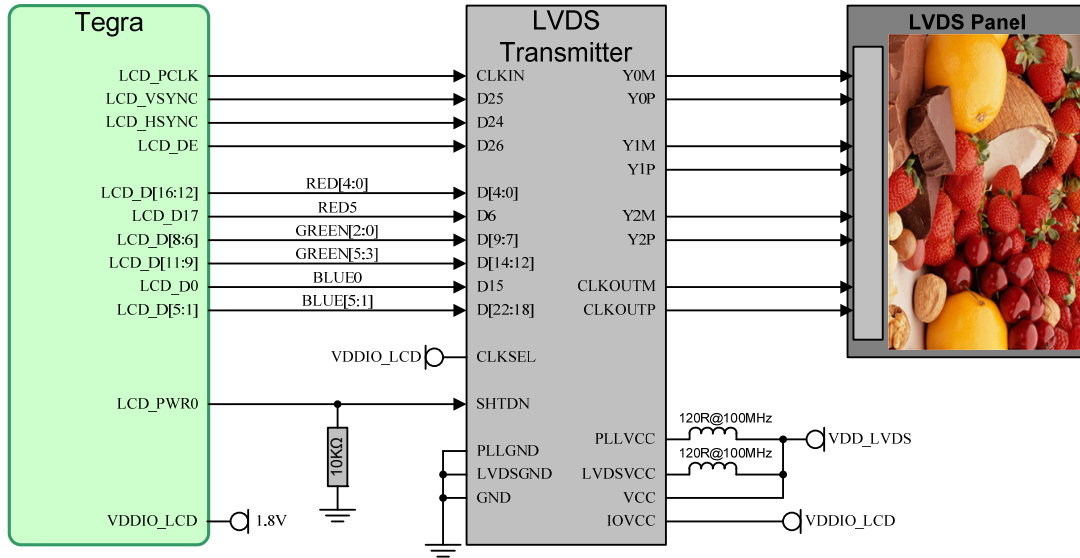 Tegra
LCD_PCLK
LCD_VSYNC
LCD_HSYNC
LCD_DE
LCD_D[16:12]
LCD_D17
LCD_D[8:6]
LCD_D[11:9]
LCD_D0
LCD_D[5:1]
LCD_PWR0
VDDIO_LCD
1.8V
RED[4:0]
RED5
GREEN[2:0]
GREEN[5:3]
BLUE0
BLUE[5:1]
VDDIO_LCD
10KΩ
LVDS
Transmitter
CLKIN
D25
D24
D26
D[4:0]
D6
D[9:7]
D[14:12]
D15
D[22:18]
CLKSEL
SHTDN
PLLGND
LVDSGND
GND
Y0M
Y0P
Y1M
Y1P
Y2M
Y2P
CLKOUTM
CLKOUTP
PLLVCC
LVDSVCC
VCC
IOVCC
120R@100MHz
120R@100MHz
VDD_LVDS
VDDIO_LCD
LVDS Panel